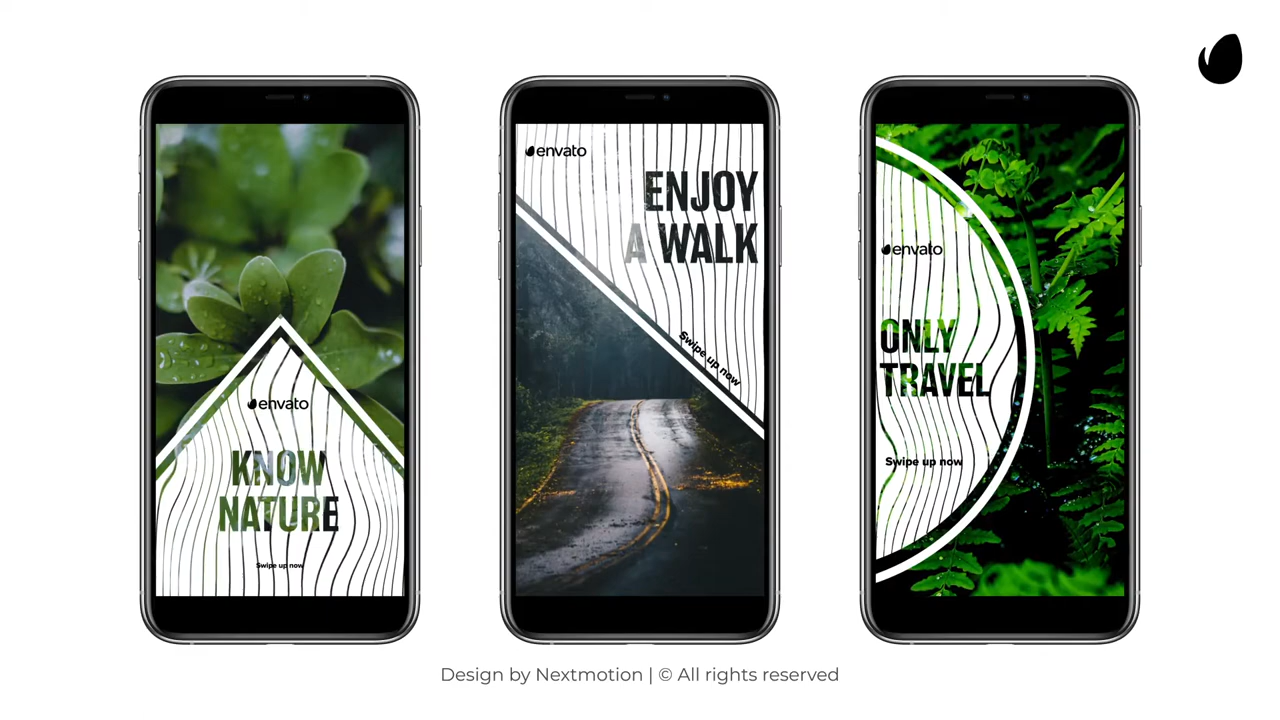 envato
KNOW
NATURE
Swipe up now
envato
ENJOY
A WALK
Swipe up now
envato
ONLY
TRAVEL
Swipe up now
Design by Nextmotion | © All rights reserved